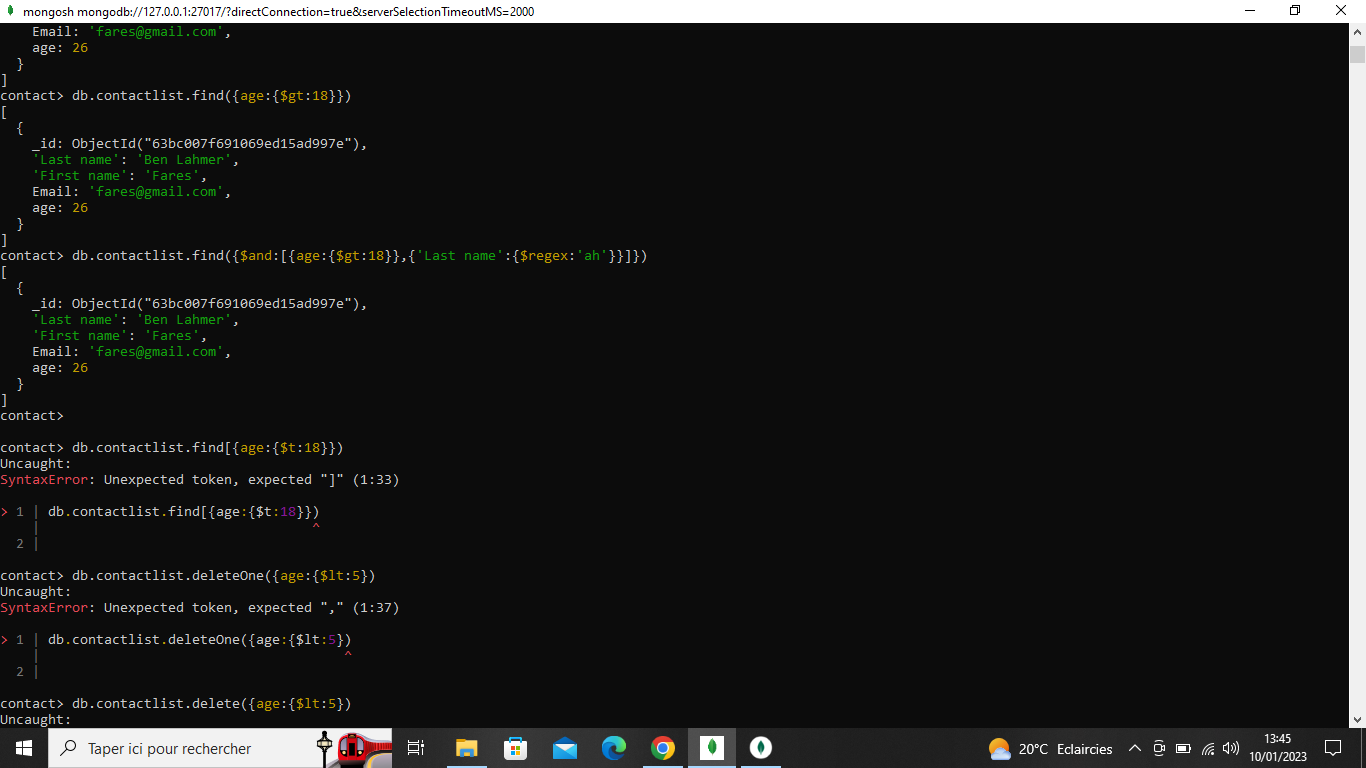 mongosh mongodb://127.0.0.1:27017/?directConnection=true&serverSelectionTimeoutMS=2000
    Email: 'fares@gmail.com',
    age: 26
  }
]
contact> db.contactlist.find({age:{$gt:18}})
[
  {
    _id: ObjectId("63bc007f691069ed15ad997e"),
    'Last name': 'Ben Lahmer',
    'First name': 'Fares',
    Email: 'fares@gmail.com',
    age: 26
  }
]
contact> db.contactlist.find({$and:[{age:{$gt:18}},{'Last name':{$regex:'ah'}}]})
[
  {
    _id: ObjectId("63bc007f691069ed15ad997e"),
    'Last name': 'Ben Lahmer',
    'First name': 'Fares',
    Email: 'fares@gmail.com',
    age: 26
  }
]
contact>
contact> db.contactlist.find[{age:{$t:18}})
Uncaught:
SyntaxError: Unexpected token, expected "]" (1:33)
> 1 | db.contactlist.find[{age:{$t:18}})
    |                                  ^
  2 |
contact> db.contactlist.deleteOne({age:{$lt:5})
Uncaught:
SyntaxError: Unexpected token, expected "," (1:37)
> 1 | db.contactlist.deleteOne({age:{$lt:5})
    |                                      ^
  2 |
contact> db.contactlist.delete({age:{$lt:5})
Uncaught:
Taper ici pour rechercher
20°C Eclaircies
13:45
10/01/2023